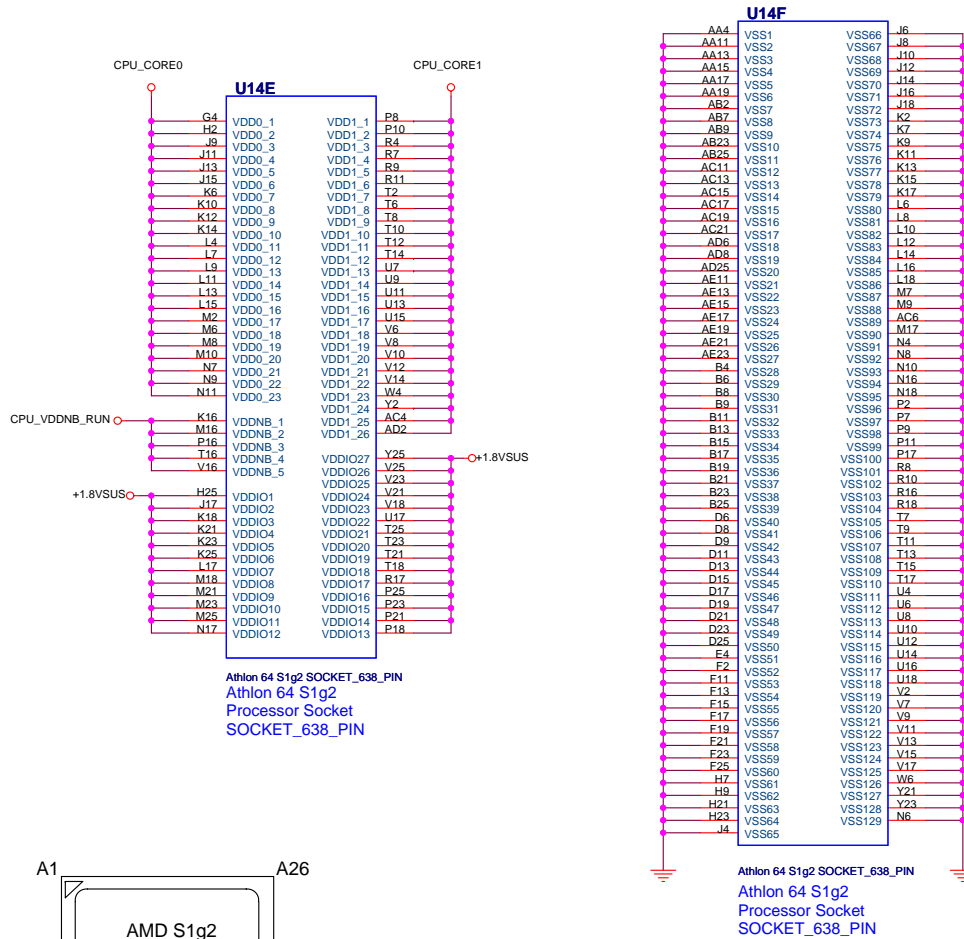 U14E
CPU_CORE0
CPU_CORE1
G4 VDD0_1 VDD1_1 P8
H2 VDD0_2 VDD1_2 P10
J9 VDD0_3 VDD1_3 R4
J11 VDD0_4 VDD1_4 R7
J13 VDD0_5 VDD1_5 R9
J15 VDD0_6 VDD1_6 R11
K6 VDD0_7 VDD1_7 T2
K10 VDD0_8 VDD1_8 T6
K12 VDD0_9 VDD1_9 T8
K14 VDD0_10 VDD1_10 T10
L4 VDD0_11 VDD1_11 T12
L7 VDD0_12 VDD1_12 T14
L9 VDD0_13 VDD1_13 U7
L11 VDD0_14 VDD1_14 U9
L13 VDD0_15 VDD1_15 U11
L15 VDD0_16 VDD1_16 U13
M2 VDD0_17 VDD1_17 U15
M6 VDD0_18 VDD1_18 V6
M8 VDD0_19 VDD1_19 V8
M10 VDD0_20 VDD1_20 V10
N7 VDD0_21 VDD1_21 V12
N9 VDD0_22 VDD1_22 V14
N11 VDD0_23 VDD1_23 W4
VDD1_24 Y2
CPU_VDDNB_RUN
K16 VDDNB_1 VDD1_25 AC4
M16 VDDNB_2 VDD1_26 AD2
P16 VDDNB_3
T16 VDDNB_4 VDDIO27 Y25
+1.8VSUS
V16 VDDNB_5 VDDIO26 V25
VDDIO25 V23
+1.8VSUS
H25 VDDIO1 VDDIO24 V21
J17 VDDIO2 VDDIO23 V18
K18 VDDIO3 VDDIO22 U17
K21 VDDIO4 VDDIO21 T25
K23 VDDIO5 VDDIO20 T23
K25 VDDIO6 VDDIO19 T21
L17 VDDIO7 VDDIO18 T18
M18 VDDIO8 VDDIO17 R17
M21 VDDIO9 VDDIO16 P25
M23 VDDIO10 VDDIO15 P23
M25 VDDIO11 VDDIO14 P21
N17 VDDIO12 VDDIO13 P18
Athlon 64 S1g2 SOCKET_638_PIN
Athlon 64 S1g2
Processor Socket
SOCKET_638_PIN
U14F
AA4 VSS1 VSS66 J6
AA11 VSS2 VSS67 J8
AA13 VSS3 VSS68 J10
AA15 VSS4 VSS69 J12
AA17 VSS5 VSS70 J14
AA19 VSS6 VSS71 J16
AB2 VSS7 VSS72 J18
AB7 VSS8 VSS73 K2
AB9 VSS9 VSS74 K7
AB23 VSS10 VSS75 K9
AB25 VSS11 VSS76 K11
AC11 VSS12 VSS77 K13
AC13 VSS13 VSS78 K15
AC15 VSS14 VSS79 K17
AC17 VSS15 VSS80 L6
AC19 VSS16 VSS81 L8
AC21 VSS17 VSS82 L10
AD6 VSS18 VSS83 L12
AD8 VSS19 VSS84 L14
AD25 VSS20 VSS85 L16
AE11 VSS21 VSS86 L18
AE13 VSS22 VSS87 M7
AE15 VSS23 VSS88 M9
AE17 VSS24 VSS89 AC6
AE19 VSS25 VSS90 M17
AE21 VSS26 VSS91 N4
AE23 VSS27 VSS92 N8
B4 VSS28 VSS93 N10
B6 VSS29 VSS94 N16
B8 VSS30 VSS95 N18
B9 VSS31 VSS96 P2
B11 VSS32 VSS97 P7
B13 VSS33 VSS98 P9
B15 VSS34 VSS99 P11
B17 VSS35 VSS100 P17
B19 VSS36 VSS101 R8
B21 VSS37 VSS102 R10
B23 VSS38 VSS103 R16
B25 VSS39 VSS104 R18
D6 VSS40 VSS105 T7
D8 VSS41 VSS106 T9
D9 VSS42 VSS107 T11
D11 VSS43 VSS108 T13
D13 VSS44 VSS109 T15
D15 VSS45 VSS110 T17
D17 VSS46 VSS111 U4
D19 VSS47 VSS112 U6
D21 VSS48 VSS113 U8
D23 VSS49 VSS114 U10
D25 VSS50 VSS115 U12
E4 VSS51 VSS116 U14
F2 VSS52 VSS117 U16
F11 VSS53 VSS118 U18
F13 VSS54 VSS119 V2
F15 VSS55 VSS120 V7
F17 VSS56 VSS121 V9
F19 VSS57 VSS122 V11
F21 VSS58 VSS123 V13
F23 VSS59 VSS124 V15
F25 VSS60 VSS125 V17
H7 VSS61 VSS126 W6
H9 VSS62 VSS127 Y21
H21 VSS63 VSS128 Y23
H23 VSS64 VSS129 N6
J4 VSS65
Athlon 64 S1g2 SOCKET_638_PIN
Athlon 64 S1g2
Processor Socket
SOCKET_638_PIN
A1 A26
AMD S1g2